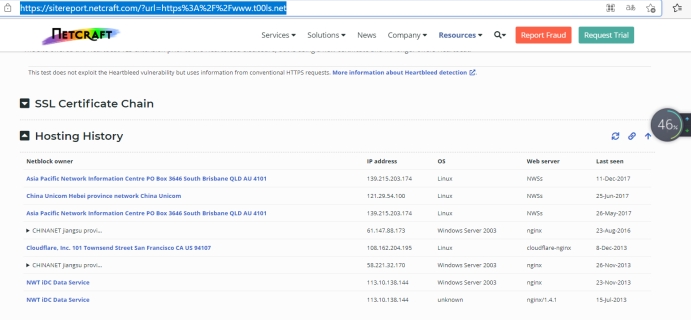 https://sitereport.netcraft.com/?url=https%3A%2F%2Fwww.t00ls.net
NETCRAFT Services Solutions News Company Resources Report Fraud Request Trial
This test does not exploit the Heartbleed vulnerability but uses information from conventional HTTPS requests. More information about Heartbleed detection
SSL Certificate Chain
46%
Hosting History
Netblock owner IP address OS Web server Last seen
Asia Pacific Network Information Centre PO Box 3646 South Brisbane QLD AU 4101 139.215.203.174 Linux NWSs 11-Dec-2017
China Unicom Hebei province network China Unicom 121.29.54.100 Linux NWSs 25-Jun-2017
Asia Pacific Network Information Centre PO Box 3646 South Brisbane QLD AU 4101 139.215.203.174 Linux NWSs 26-May-2017
CHINANET jiangsu provi... 61.147.88.173 Windows Server 2003 nginx 23-Aug-2016
Cloudflare, Inc. 101 Townsend Street San Francisco CA US 94107 108.162.204.195 Linux cloudflare-nginx 8-Dec-2013
CHINANET jiangsu provi... 58.221.32.170 Windows Server 2003 nginx 26-Nov-2013
NWT iDC Data Service 113.10.138.144 Windows Server 2003 nginx 23-Nov-2013
NWT iDC Data Service 113.10.138.144 unknown nginx/1.4.1 15-Jul-2013